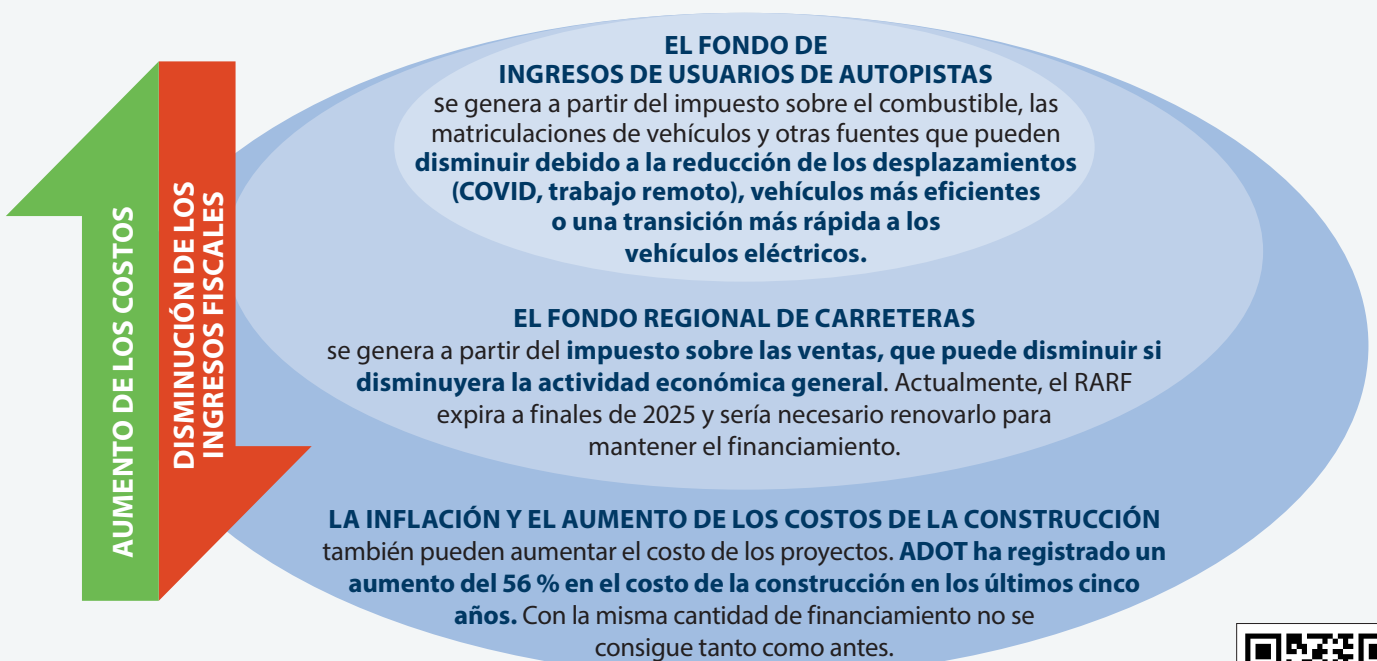 AUMENTO DE LOS COSTOS
DISMINUCIÓN DE LOS
INGRESOS FISCALES
EL FONDO DE
INGRESOS DE USUARIOS DE AUTOPISTAS
se genera a partir del impuesto sobre el combustible, las
matriculaciones de vehículos y otras fuentes que pueden
disminuir debido a la reducción de los desplazamientos
(COVID, trabajo remoto), vehículos más eficientes
o una transición más rápida a los
vehículos eléctricos.
EL FONDO REGIONAL DE CARRETERAS
se genera a partir del impuesto sobre las ventas, que puede disminuir si
disminuyera la actividad económica general. Actualmente, el RARF
expira a finales de 2025 y sería necesario renovarlo para
mantener el financiamiento.
LA INFLACIÓN Y EL AUMENTO DE LOS COSTOS DE LA CONSTRUCCIÓN
también pueden aumentar el costo de los proyectos. ADOT ha registrado un
aumento del 56 % en el costo de la construcción en los últimos cinco
años. Con la misma cantidad de financiamiento no se
consigue tanto como antes.